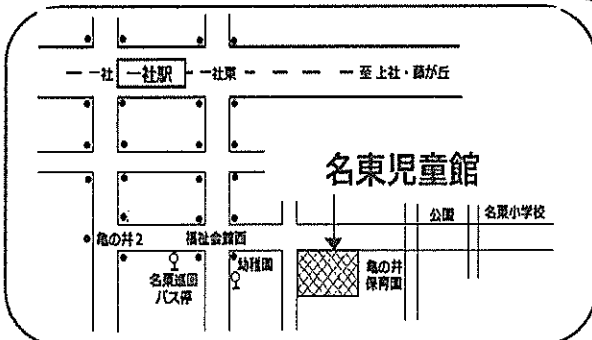 一社
一社駅
一社東
至 上社・藤が丘
名東児童館
公園
名東小学校
亀の井2
福祉会館西
名東巡回
バス停
幼稚園
亀の井
保育園